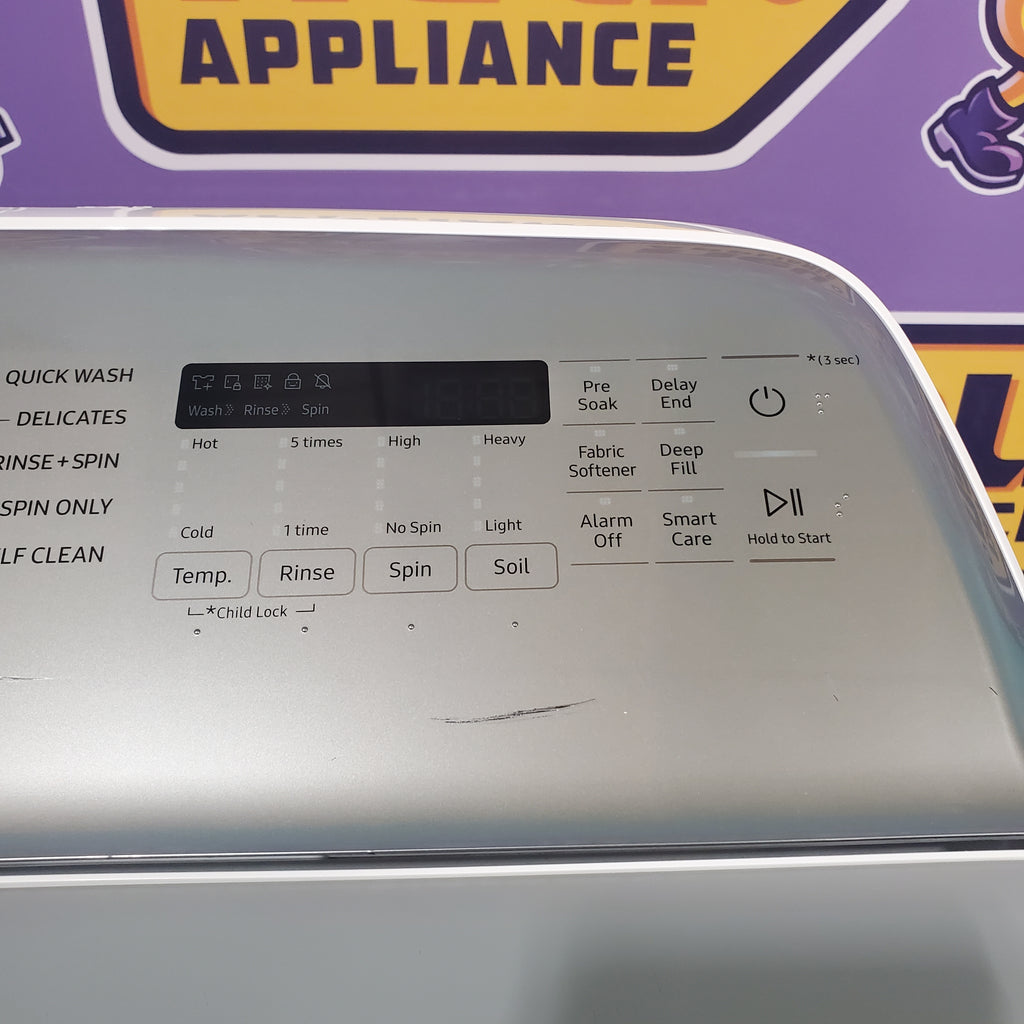 APPLIANCE
QUICK WASH
DELICATES
RINSE + SPIN
SPIN ONLY
LF CLEAN
Wash Rinse Spin
Hot 5 times High Heavy
Cold 1 time No Spin Light
Temp. Rinse Spin Soil
*Child Lock
Pre
Soak
Delay
End
Fabric
Softener
Deep
Fill
Alarm
Off
Smart
Care
*(3 sec)
Hold to Start